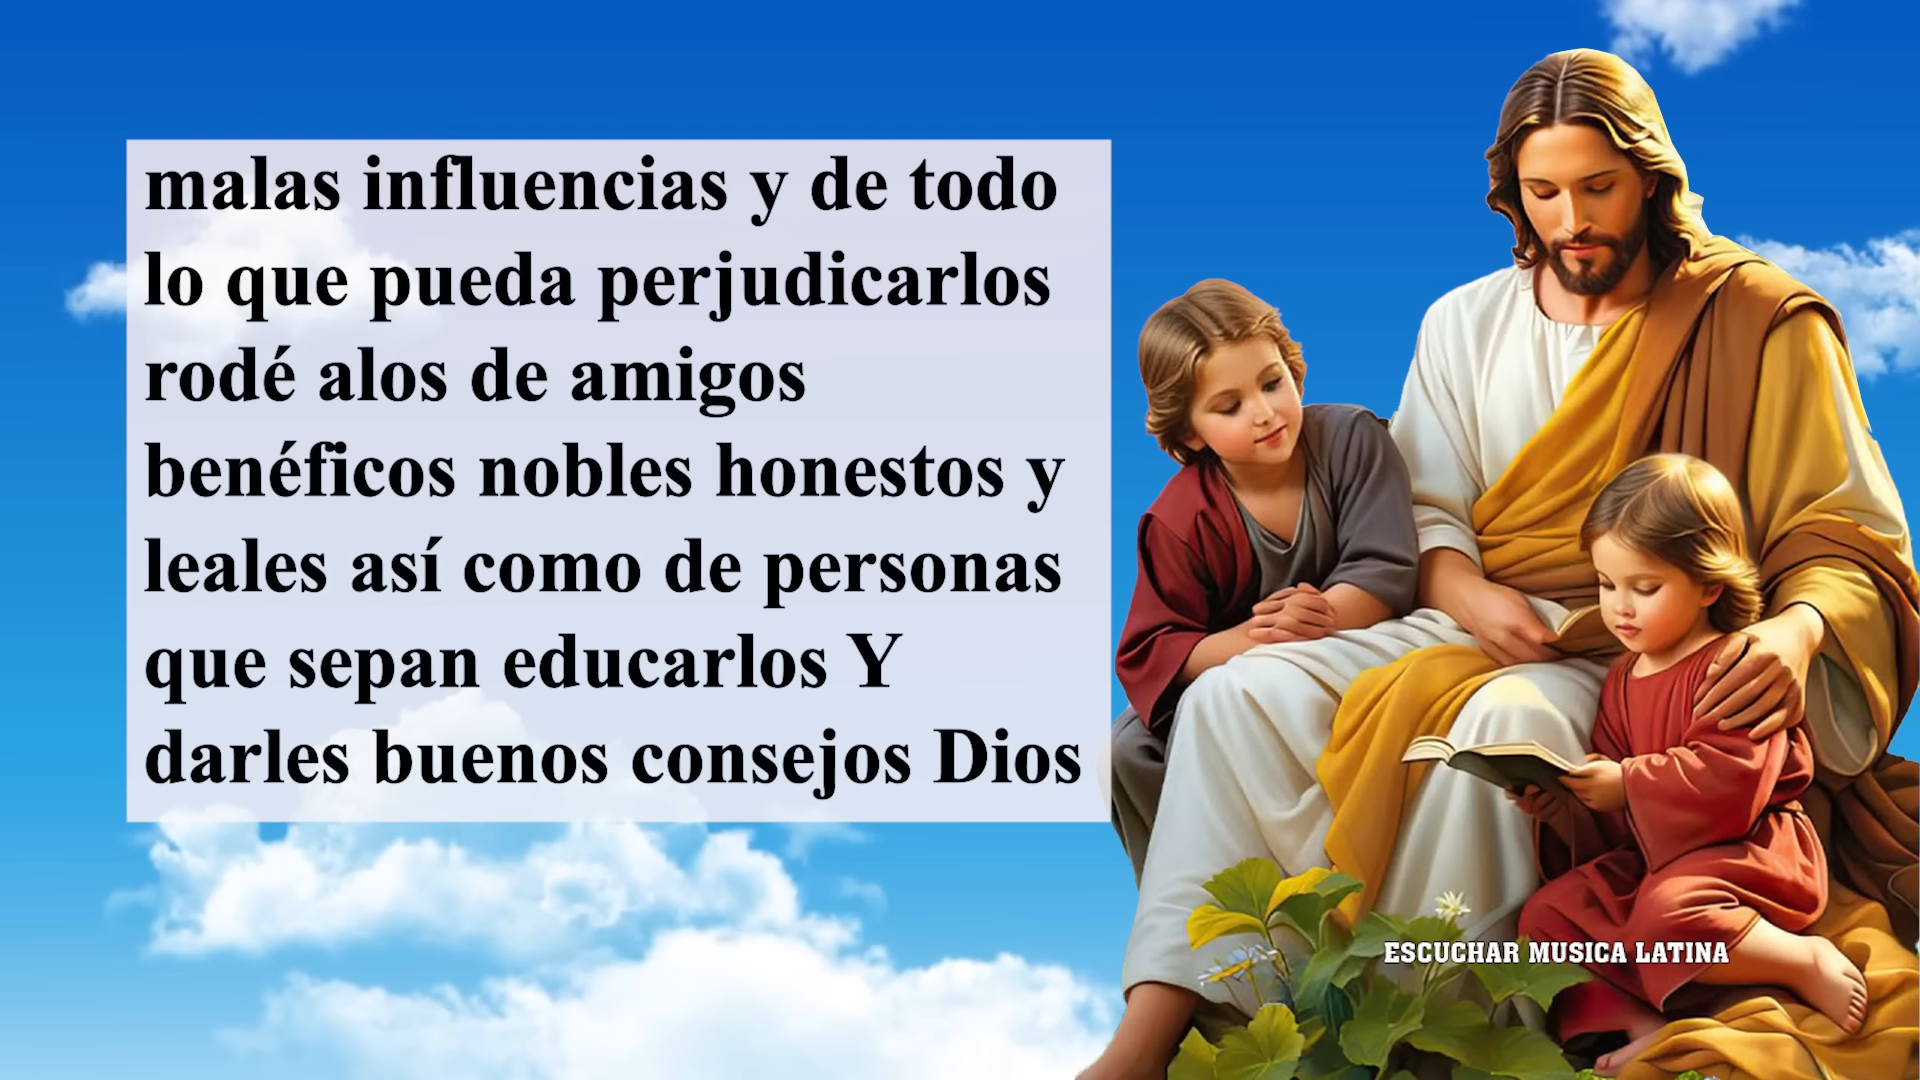 malas influencias y de todo
lo que pueda perjudicarlos
rodé alos de amigos
benéficos nobles honestos y
leales así como de personas
que sepan educarlos Y
darles buenos consejos Dios
ESCUCHAR MUSICA LATINA